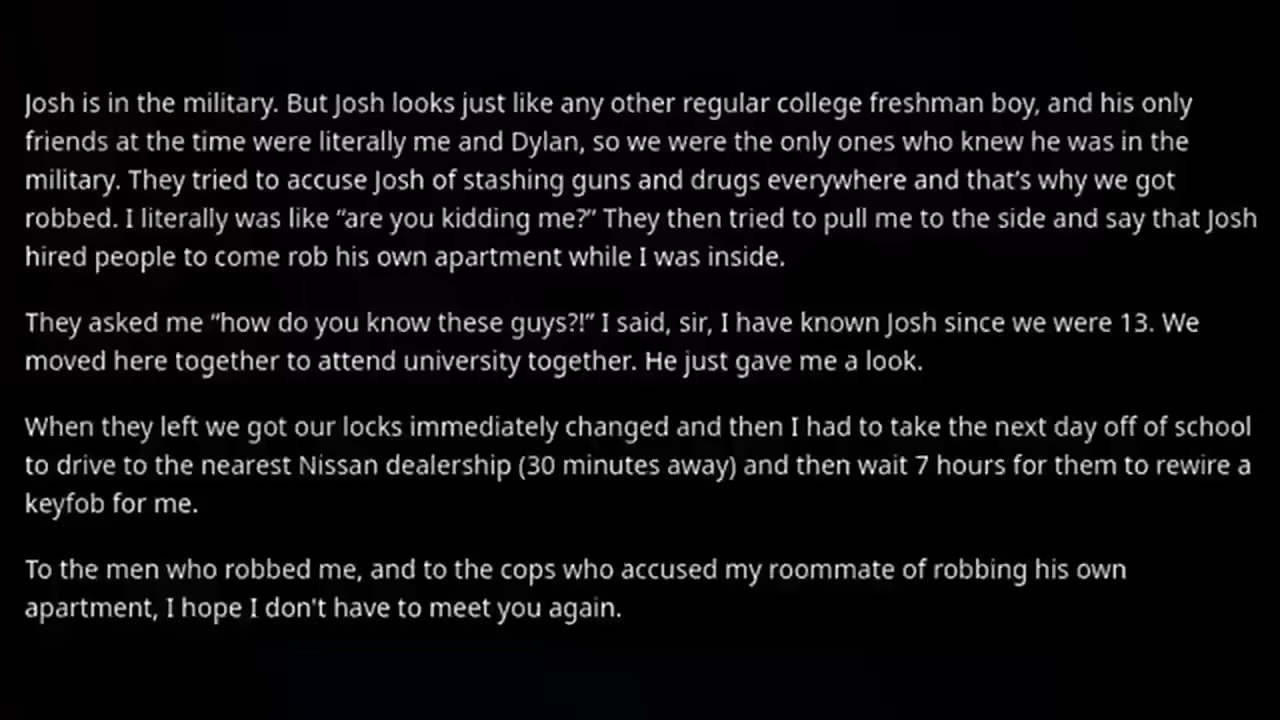 Josh is in the military. But Josh looks just like any other regular college freshman boy, and his only
friends at the time were literally me and Dylan, so we were the only ones who knew he was in the
military. They tried to accuse Josh of stashing guns and drugs everywhere and that’s why we got
robbed. I literally was like “are you kidding me?” They then tried to pull me to the side and say that Josh
hired people to come rob his own apartment while I was inside.
They asked me “how do you know these guys?!” I said, sir, I have known Josh since we were 13. We
moved here together to attend university together. He just gave me a look.
When they left we got our locks immediately changed and then I had to take the next day off of school
to drive to the nearest Nissan dealership (30 minutes away) and then wait 7 hours for them to rewire a
keyfob for me.
To the men who robbed me, and to the cops who accused my roommate of robbing his own
apartment, I hope I don’t have to meet you again.